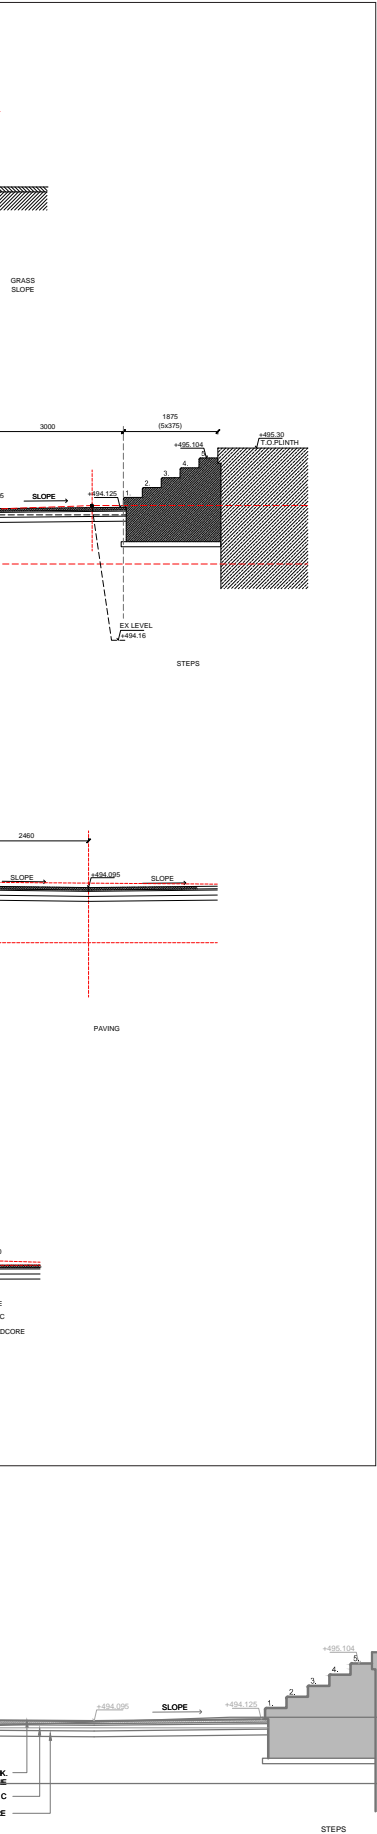 GRASS
SLOPE
3000
1875
(5x375)
+495.30
T.O.PLINTH
+495.104
5.
4.
3.
2.
1.
5
SLOPE
+494.125
EX LEVEL
+494.16
STEPS
2460
SLOPE
+494.095
SLOPE
PAVING
E
C
DCORE
+495.104
5.
4.
3.
2.
1.
+494.095
SLOPE
+494.125
K.
E
C
E
STEPS